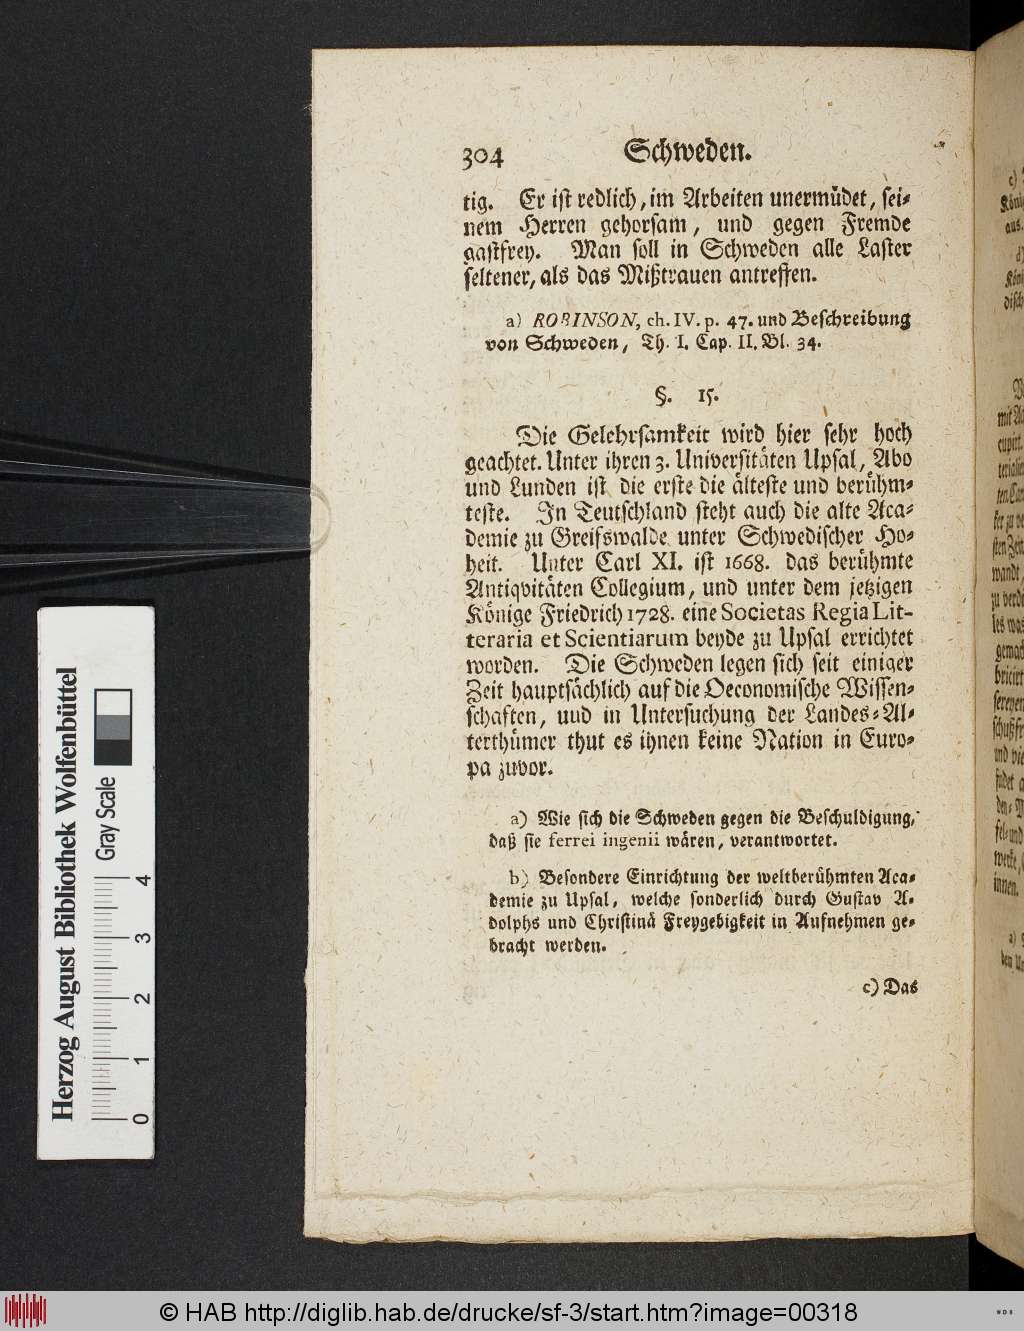 304 Schweden.
tig. Er ist redlich, im Arbeiten unermüdet, sei-
nem Herren gehorsam, und gegen Fremde
gastfrey. Man soll in Schweden alle Laster
seltener, als das Mißtrauen antreffen.
a) ROBINSON, ch. IV. p. 47. und Beschreibung
von Schweden, Th. I. Cap. II. Bl. 34.
§. 15.
Die Gelehrsamkeit wird hier sehr hoch
geachtet. Unter ihren 3. Universitäten Upsal, Abo
und Lunden ist die erste die älteste und berühm-
teste. In Teutschland steht auch die alte Aca-
demie zu Greifswalde unter Schwedischer Ho-
heit. Unter Carl XI. ist 1668. das berühmte
Antiqvitäten Collegium, und unter dem jetzigen
Könige Friedrich 1728. eine Societas Regia Lit-
teraria et Scientiarum beyde zu Upsal errichtet
worden. Die Schweden legen sich seit einiger
Zeit hauptsächlich auf die Oeconomische Wissen-
schaften, uud in Untersuchung der Landes-Al-
terthümer thut es ihnen keine Nation in Euro-
pa zuvor.
a) Wie sich die Schweden gegen die Beschuldigung,
daß sie ferrei ingenii wären, verantwortet.
b) Besondere Einrichtung der weltberühmten Aca-
demie zu Upsal, welche sonderlich durch Gustav A-
dolphs und Christinä Freygebigkeit in Aufnehmen ge-
bracht werden.
c) Das
Herzog August Bibliothek Wolfenbüttel
Gray Scale
0 1 2 3 4
© HAB http://diglib.hab.de/drucke/sf-3/start.htm?image=00318